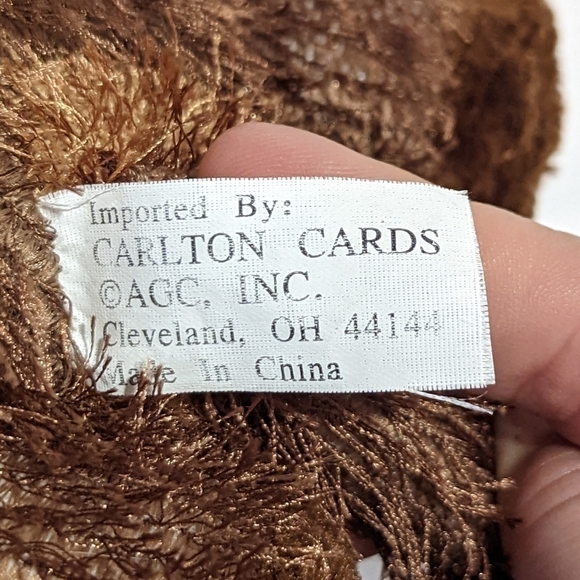 Imported By:
CARLTON CARDS
©AGC, INC.
Cleveland, OH 44144
Made In China